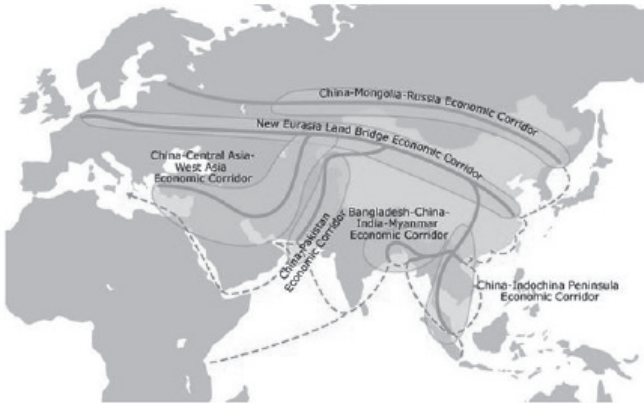 China-Mongolia-Russia Economic Corridor
New Eurasia Land Bridge Economic Corridor
China-Central Asia-
West Asia
Economic Corridor
China-Pakistan
Economic Corridor
Bangladesh-China-
India-Myanmar
Economic Corridor
China-Indochina Peninsula
Economic Corridor